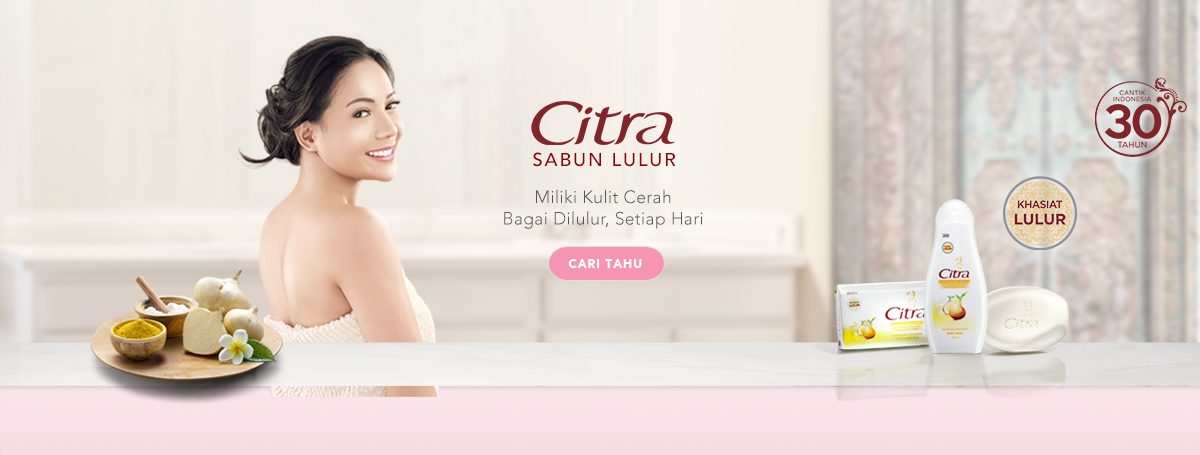 Citra
SABUN LULUR
Miliki Kulit Cerah
Bagai Dilulur, Setiap Hari
CARI TAHU
CANTIK
INDONESIA
30
TAHUN
KHASIAT
LULUR
Citra
Citra
Citra